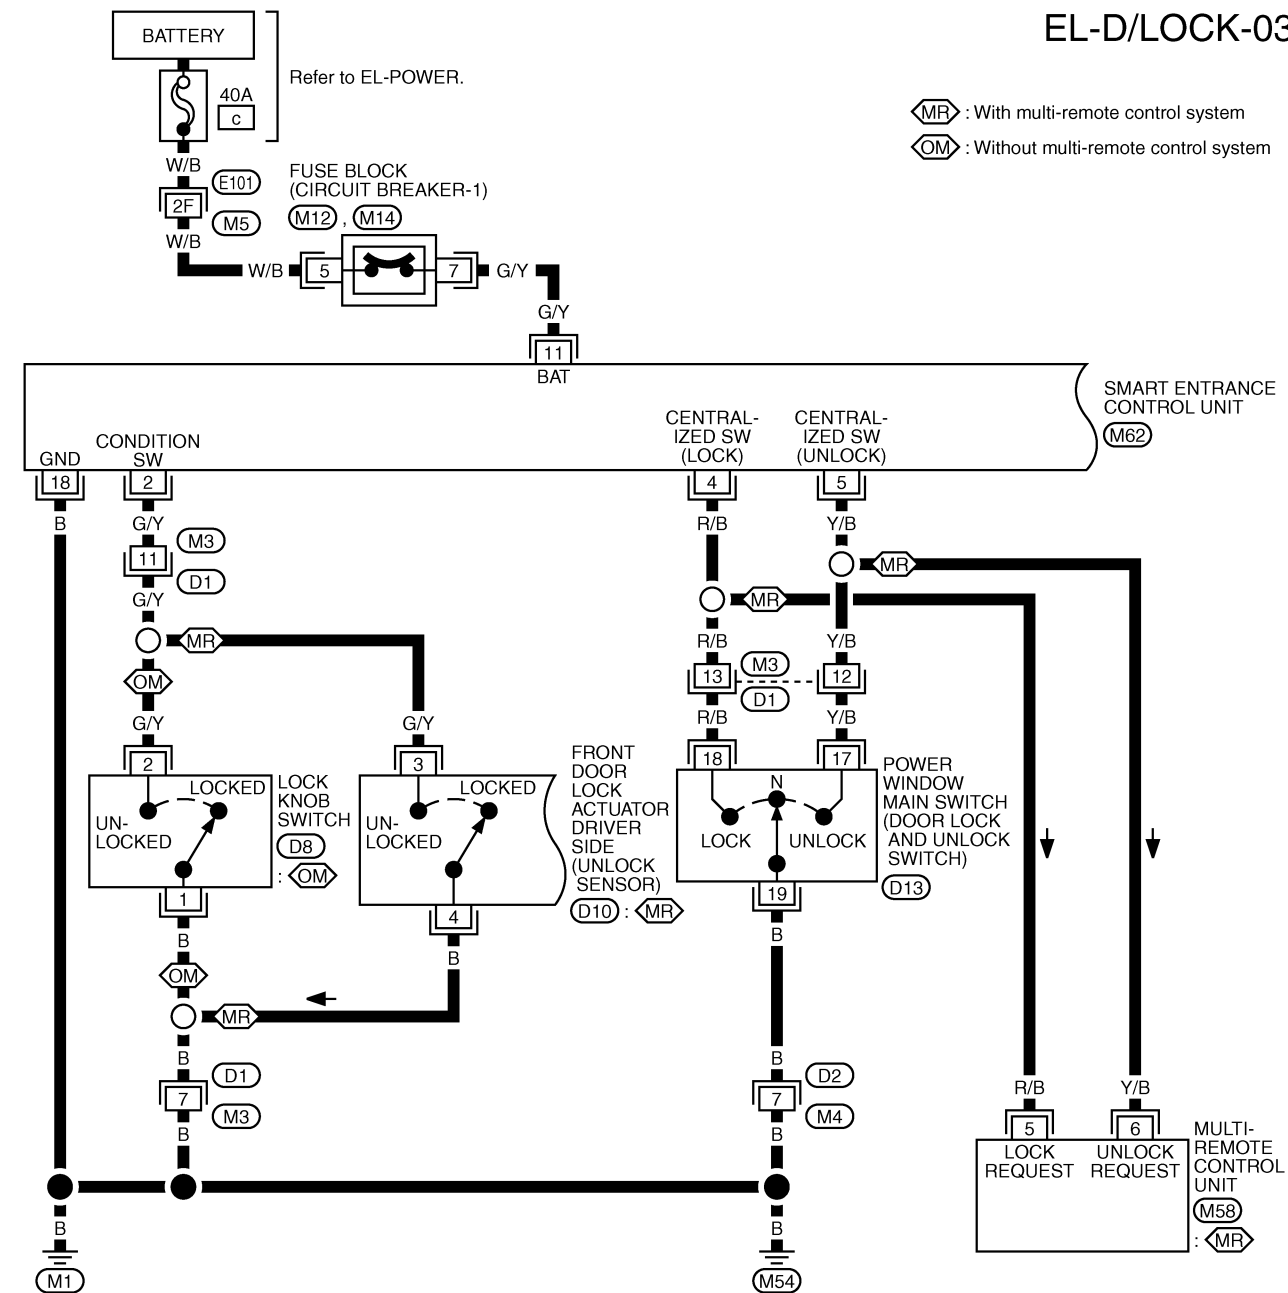 EL-D/LOCK-03
BATTERY
Refer to EL-POWER.
40A
c
MR : With multi-remote control system
OM : Without multi-remote control system
W/B
E101
2F
M5
W/B
FUSE BLOCK
(CIRCUIT BREAKER-1)
M12 , M14
W/B 5 7 G/Y
G/Y
11
BAT
SMART ENTRANCE
CONTROL UNIT
M62
GND
CONDITION
SW
CENTRAL-
IZED SW
(LOCK)
CENTRAL-
IZED SW
(UNLOCK)
18 2 4 5
B G/Y R/B Y/B
M3
11
D1
G/Y
MR
MR
MR
OM
R/B Y/B
M3
13 12
D1
G/Y G/Y R/B Y/B
2 3 18 17
LOCKED
UN-
LOCKED
LOCK
KNOB
SWITCH
D8
: OM
LOCKED
UN-
LOCKED
FRONT
DOOR
LOCK
ACTUATOR
DRIVER
SIDE
(UNLOCK
SENSOR)
D10 : MR
N
LOCK UNLOCK
POWER
WINDOW
MAIN SWITCH
(DOOR LOCK
AND UNLOCK
SWITCH)
D13
1 4 19
B B B
OM
MR
B B
D1 D2
7 7
M3 M4
B B
R/B Y/B
5 6
LOCK
REQUEST
UNLOCK
REQUEST
MULTI-
REMOTE
CONTROL
UNIT
M58
: MR
B B
M1 M54